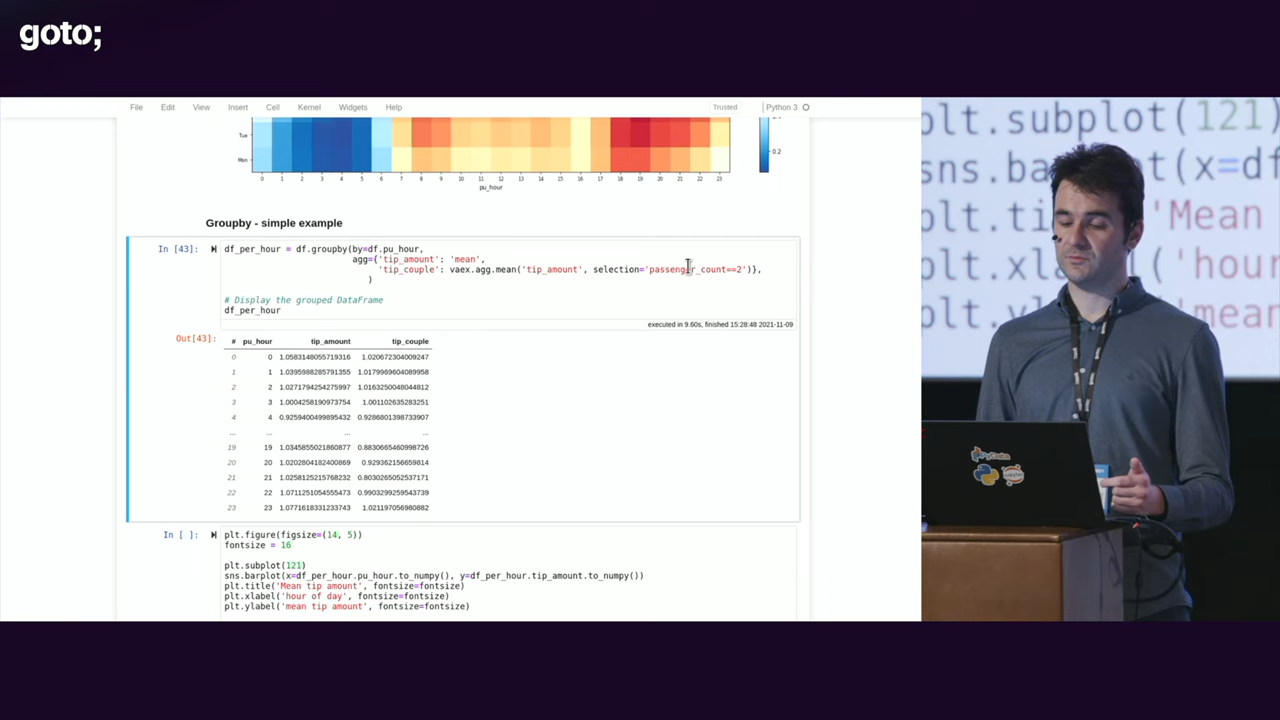 goto;
File Edit View Insert Cell Kernel Widgets Help Trusted Python 3
Tue
Mon
0.2
0 1 2 3 4 5 6 7 8 9 10 11 12 13 14 15 16 17 18 19 20 21 22 23
pu_hour
Groupby - simple example
In [43]:
df_per_hour = df.groupby(by=df.pu_hour,
agg={'tip_amount': 'mean',
'tip_couple': vaex.agg.mean('tip_amount', selection='passenger_count==2')},
)
# Display the grouped DataFrame
df_per_hour
executed in 9.60s, finished 15:28:48 2021-11-09
Out[43]:
# pu_hour tip_amount tip_couple
0 0 1.0583148055719316 1.020672304009247
1 1 1.0395988285791355 1.0179969604089958
2 2 1.0271794254275997 1.0163250048044812
3 3 1.0004258190973754 1.001102635283251
4 4 0.9259400499895432 0.9286801398733907
... ... ... ...
19 19 1.0345855021860877 0.8830665460998726
20 20 1.0202804182400869 0.929362156659814
21 21 1.0258125215768232 0.8030265052537171
22 22 1.0711251054555473 0.9903299259543739
23 23 1.0771618331233743 1.021197056980882
In [ ]:
plt.figure(figsize=(14, 5))
fontsize = 16
plt.subplot(121)
sns.barplot(x=df_per_hour.pu_hour.to_numpy(), y=df_per_hour.tip_amount.to_numpy())
plt.title('Mean tip amount', fontsize=fontsize)
plt.xlabel('hour of day', fontsize=fontsize)
plt.ylabel('mean tip amount', fontsize=fontsize)
plt.subplot(121)
sns.ba x=df
plt.ti 'Mean
plt.xl ('hour
plt.yl mean
PyData